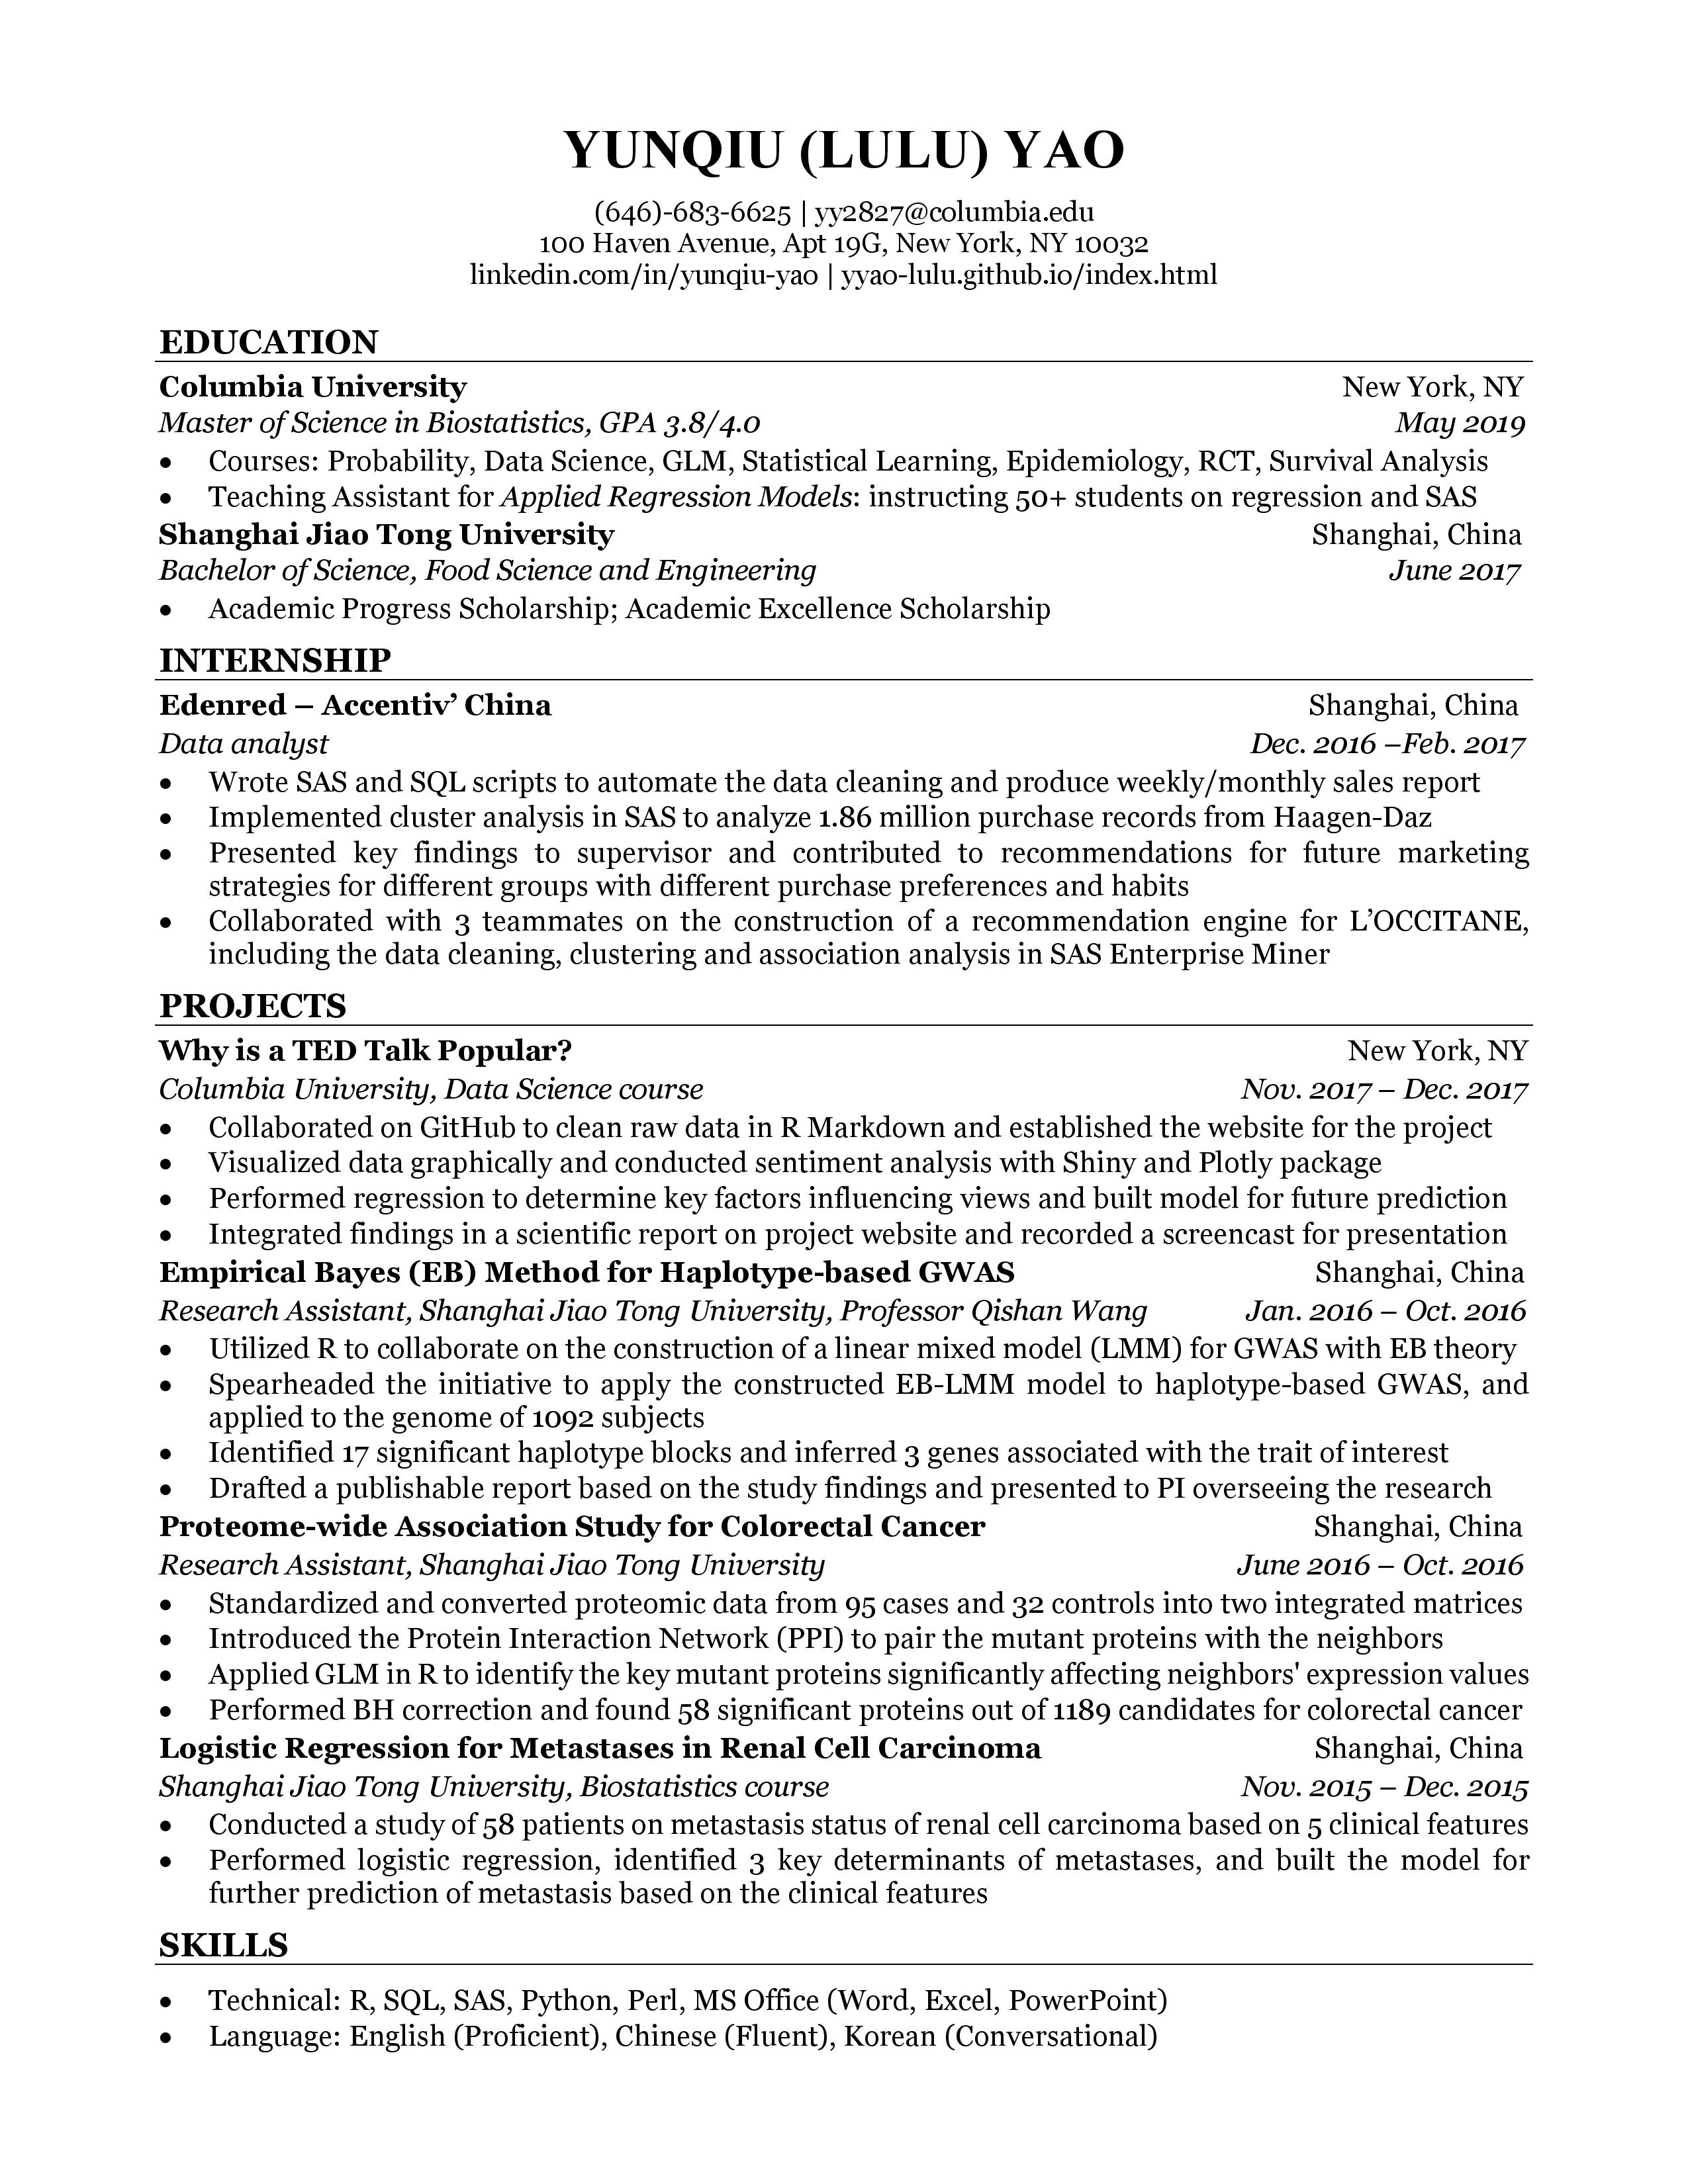 YUNQIU (LULU) YAO
(646)-683-6625 | yy2827@columbia.edu
100 Haven Avenue, Apt 19G, New York, NY 10032
linkedin.com/in/yunqiu-yao | yyao-lulu.github.io/index.html
EDUCATION
Columbia University New York, NY
Master of Science in Biostatistics, GPA 3.8/4.0 May 2019
• Courses: Probability, Data Science, GLM, Statistical Learning, Epidemiology, RCT, Survival Analysis
• Teaching Assistant for Applied Regression Models: instructing 50+ students on regression and SAS
Shanghai Jiao Tong University Shanghai, China
Bachelor of Science, Food Science and Engineering June 2017
• Academic Progress Scholarship; Academic Excellence Scholarship
INTERNSHIP
Edenred – Accentiv’ China Shanghai, China
Data analyst Dec. 2016 –Feb. 2017
• Wrote SAS and SQL scripts to automate the data cleaning and produce weekly/monthly sales report
• Implemented cluster analysis in SAS to analyze 1.86 million purchase records from Haagen-Daz
• Presented key findings to supervisor and contributed to recommendations for future marketing
strategies for different groups with different purchase preferences and habits
• Collaborated with 3 teammates on the construction of a recommendation engine for L’OCCITANE,
including the data cleaning, clustering and association analysis in SAS Enterprise Miner
PROJECTS
Why is a TED Talk Popular? New York, NY
Columbia University, Data Science course Nov. 2017 – Dec. 2017
• Collaborated on GitHub to clean raw data in R Markdown and established the website for the project
• Visualized data graphically and conducted sentiment analysis with Shiny and Plotly package
• Performed regression to determine key factors influencing views and built model for future prediction
• Integrated findings in a scientific report on project website and recorded a screencast for presentation
Empirical Bayes (EB) Method for Haplotype-based GWAS Shanghai, China
Research Assistant, Shanghai Jiao Tong University, Professor Qishan Wang Jan. 2016 – Oct. 2016
• Utilized R to collaborate on the construction of a linear mixed model (LMM) for GWAS with EB theory
• Spearheaded the initiative to apply the constructed EB-LMM model to haplotype-based GWAS, and
applied to the genome of 1092 subjects
• Identified 17 significant haplotype blocks and inferred 3 genes associated with the trait of interest
• Drafted a publishable report based on the study findings and presented to PI overseeing the research
Proteome-wide Association Study for Colorectal Cancer Shanghai, China
Research Assistant, Shanghai Jiao Tong University June 2016 – Oct. 2016
• Standardized and converted proteomic data from 95 cases and 32 controls into two integrated matrices
• Introduced the Protein Interaction Network (PPI) to pair the mutant proteins with the neighbors
• Applied GLM in R to identify the key mutant proteins significantly affecting neighbors' expression values
• Performed BH correction and found 58 significant proteins out of 1189 candidates for colorectal cancer
Logistic Regression for Metastases in Renal Cell Carcinoma Shanghai, China
Shanghai Jiao Tong University, Biostatistics course Nov. 2015 – Dec. 2015
• Conducted a study of 58 patients on metastasis status of renal cell carcinoma based on 5 clinical features
• Performed logistic regression, identified 3 key determinants of metastases, and built the model for
further prediction of metastasis based on the clinical features
SKILLS
• Technical: R, SQL, SAS, Python, Perl, MS Office (Word, Excel, PowerPoint)
• Language: English (Proficient), Chinese (Fluent), Korean (Conversational)